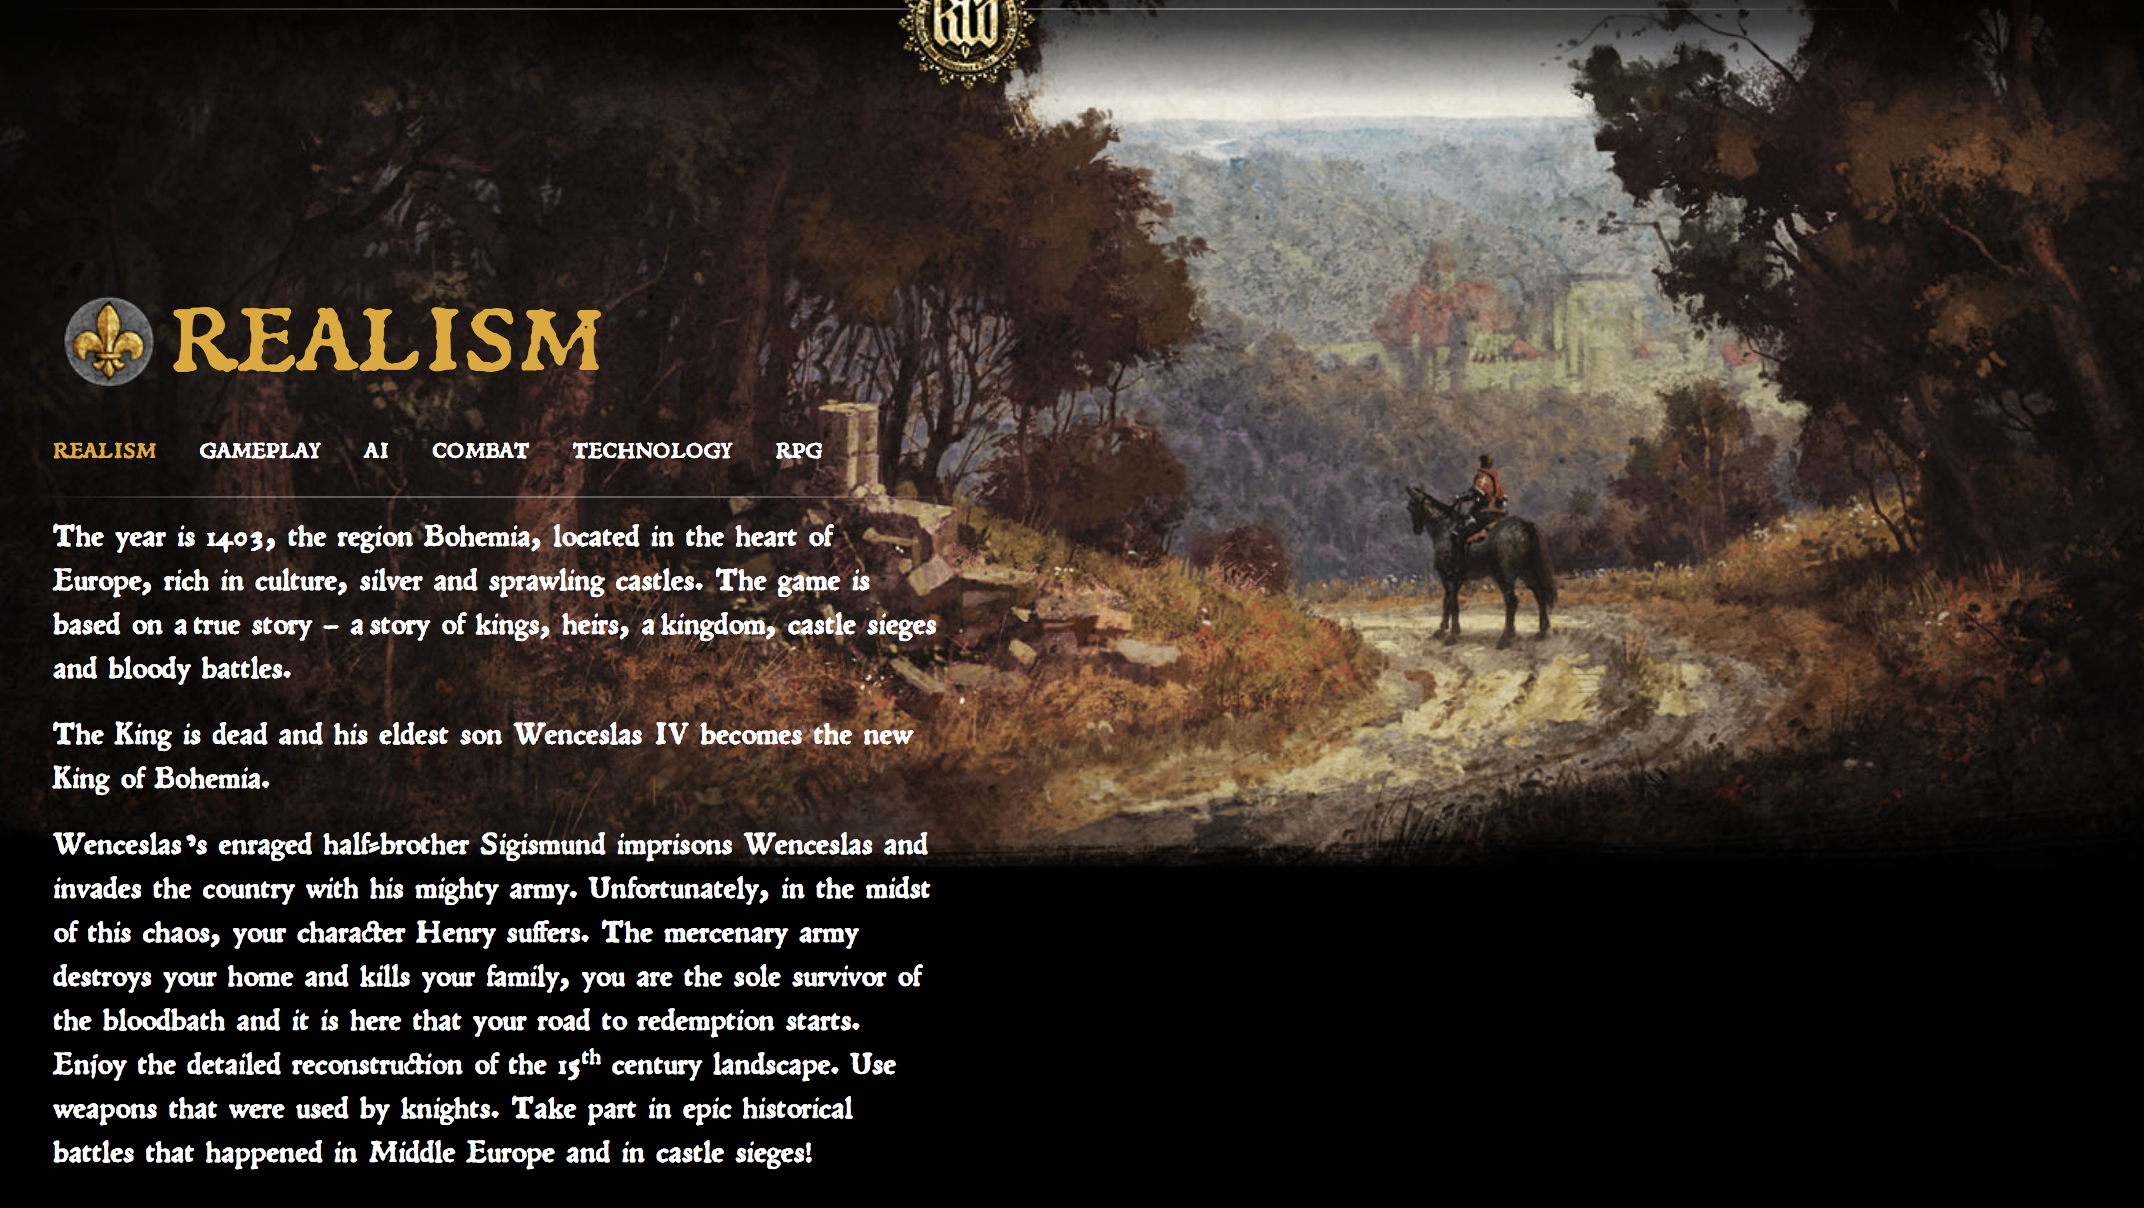 REALISM
REALISM GAMEPLAY AI COMBAT TECHNOLOGY RPG
The year is 1403, the region Bohemia, located in the heart of
Europe, rich in culture, silver and sprawling castles. The game is
based on a true story – a story of kings, heirs, a kingdom, castle sieges
and bloody battles.
The King is dead and his eldest son Wenceslas IV becomes the new
King of Bohemia.
Wenceslas's enraged half-brother Sigismund imprisons Wenceslas and
invades the country with his mighty army. Unfortunately, in the midst
of this chaos, your character Henry suffers. The mercenary army
destroys your home and kills your family, you are the sole survivor of
the bloodbath and it is here that your road to redemption starts.
Enjoy the detailed reconstruction of the 15th century landscape. Use
weapons that were used by knights. Take part in epic historical
battles that happened in Middle Europe and in castle sieges!